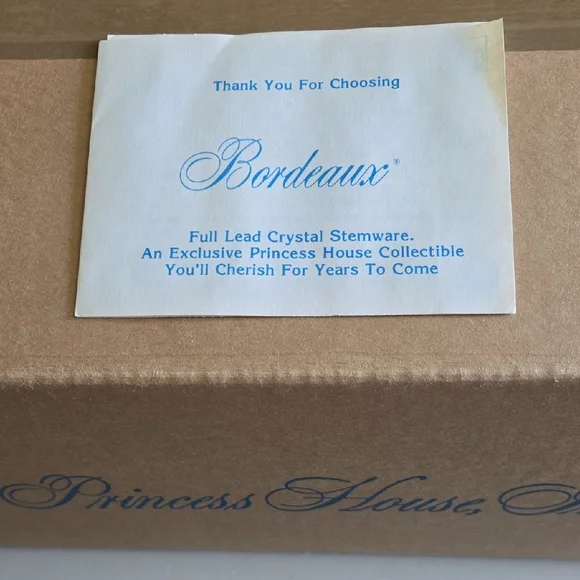 Thank You For Choosing
Bordeaux®
Full Lead Crystal Stemware.
An Exclusive Princess House Collectible
You'll Cherish For Years To Come
Princess House,